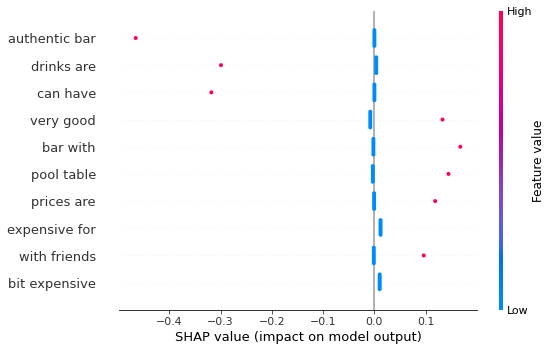 High
authentic bar
drinks are
can have
very good
bar with
pool table
prices are
expensive for
with friends
bit expensive
Feature value
Low
−0.4 −0.3 −0.2 −0.1 0.0 0.1
SHAP value (impact on model output)